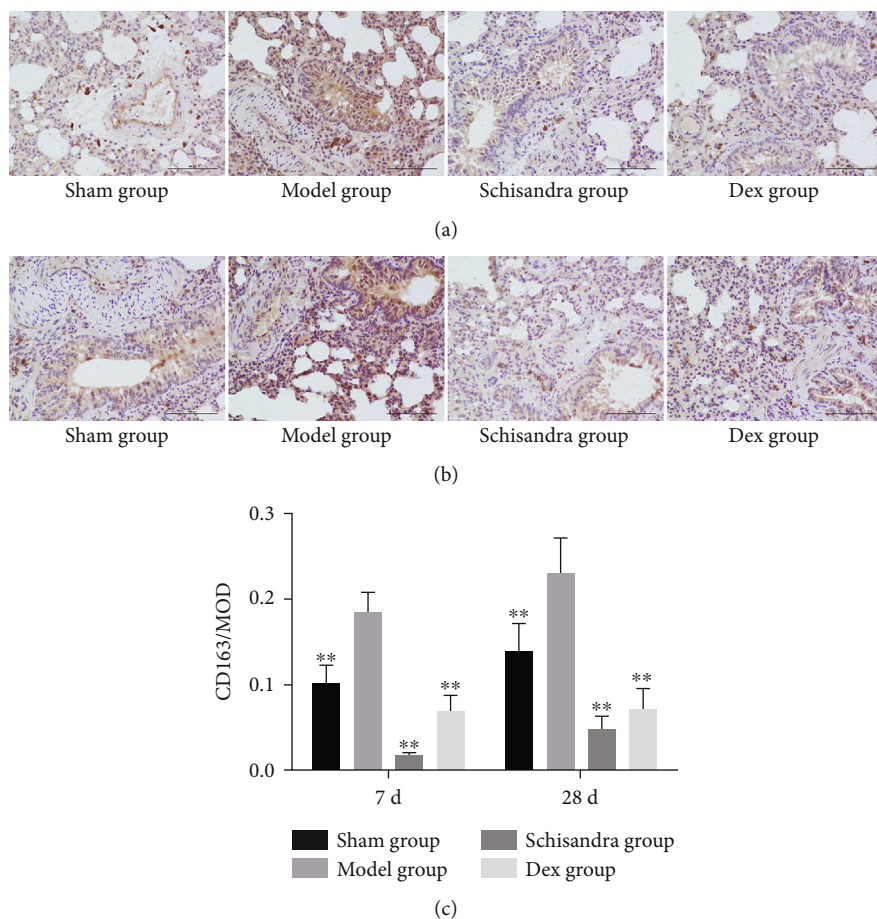 Sham group
Model group
Schisandra group
Dex group
(a)
Sham group
Model group
Schisandra group
Dex group
(b)
CD163/MOD
0.3
0.2
0.1
0.0
**
**
**
**
**
**
7 d
28 d
Sham group
Schisandra group
Model group
Dex group
(c)